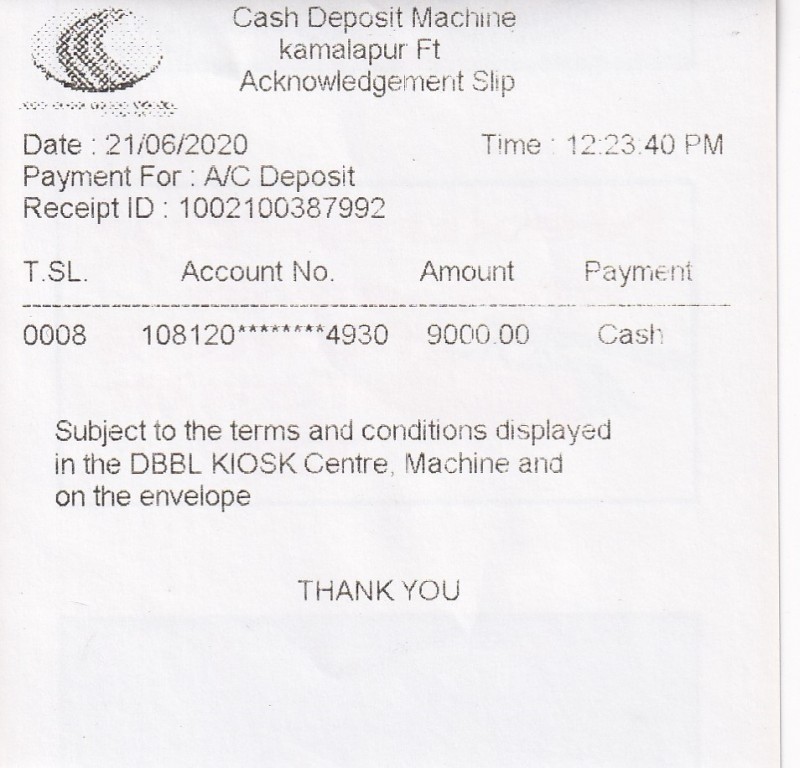 Cash Deposit Machine
kamalapur Ft
Acknowledgement Slip
Date : 21/06/2020 Time : 12:23:40 PM
Payment For : A/C Deposit
Receipt ID : 1002100387992
T.SL. Account No. Amount Payment
0008 108120********4930 9000.00 Cash
Subject to the terms and conditions displayed
in the DBBL KIOSK Centre, Machine and
on the envelope
THANK YOU